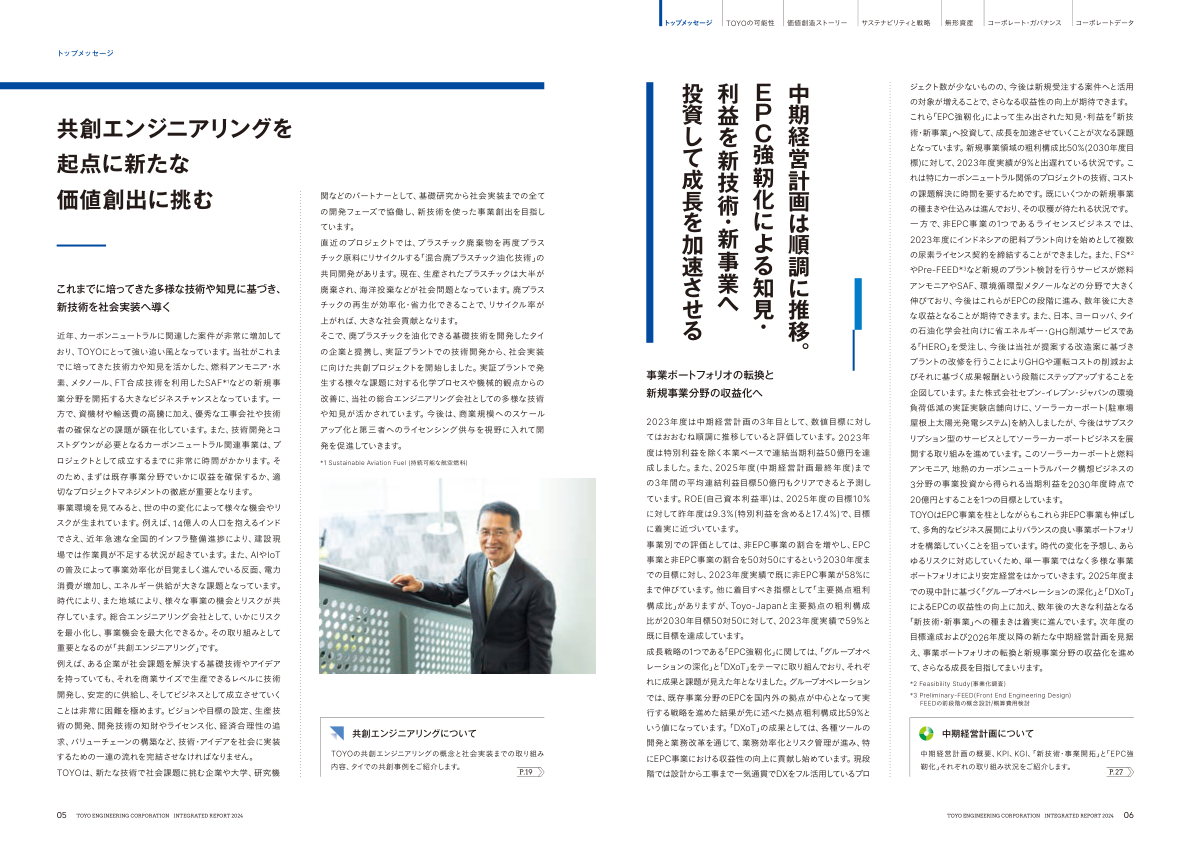 トップメッセージ
共創エンジニアリングを
起点に新たな
価値創出に挑む
これまでに培ってきた多様な技術や知見に基づき、
新技術を社会実装へ導く
近年、カーボンニュートラルに関連した案件が非常に増加して
おり、TOYOにとって強い追い風となっています。当社がこれま
でに培ってきた技術力や知見を活かした、燃料アンモニア・水
素、メタノール、FT合成技術を利用したSAF*¹などの新規事
業分野を開拓する大きなビジネスチャンスとなっています。一
方で、資機材や輸送費の高騰に加え、優秀な工事会社や技術
者の確保などの課題が顕在化しています。また、技術開発とコ
ストダウンが必要となるカーボンニュートラル関連事業は、プ
ロジェクトとして成立するまでに非常に時間がかかります。そ
のため、まずは既存事業分野でいかに収益を確保するか、適
切なプロジェクトマネジメントの徹底が重要となります。
事業環境を見てみると、世の中の変化によって様々な機会やリ
スクが生まれています。例えば、14億人の人口を抱えるインド
でさえ、近年急速な全国的インフラ整備進捗により、建設現
場では作業員が不足する状況が起きています。また、AIやIoT
の普及によって事業効率化が目覚ましく進んでいる反面、電力
消費が増加し、エネルギー供給が大きな課題となっています。
時代により、また地域により、様々な事業の機会とリスクが共
存しています。総合エンジニアリング会社として、いかにリスク
を最小化し、事業機会を最大化できるか。その取り組みとして
重要となるのが「共創エンジニアリング」です。
例えば、ある企業が社会課題を解決する基礎技術やアイデア
を持っていても、それを商業サイズで生産できるレベルに技術
開発し、安定的に供給し、そしてビジネスとして成立させていく
ことは非常に困難を極めます。ビジョンや目標の設定、生産技
術の開発、開発技術の知財やライセンス化、経済合理性の追
求、バリューチェーンの構築など、技術・アイデアを社会に実装
するための一連の流れを完結させなければなりません。
TOYOは、新たな技術で社会課題に挑む企業や大学、研究機
関などのパートナーとして、基礎研究から社会実装までの全て
の開発フェーズで協働し、新技術を使った事業創出を目指し
ています。
直近のプロジェクトでは、プラスチック廃棄物を再度プラス
チック原料にリサイクルする「混合廃プラスチック油化技術」の
共同開発があります。現在、生産されたプラスチックは大半が
廃棄され、海洋投棄などが社会問題となっています。廃プラス
チックの再生が効率化・省力化できることで、リサイクル率が
上がれば、大きな社会貢献となります。
そこで、廃プラスチックを油化できる基礎技術を開発したタイ
の企業と提携し、実証プラントでの技術開発から、社会実装
に向けた共創プロジェクトを開始しました。実証プラントで発
生する様々な課題に対する化学プロセスや機械的観点からの
改善に、当社の総合エンジニアリング会社としての多様な技術
や知見が活かされています。今後は、商業規模へのスケール
アップ化と第三者へのライセンシング供与を視野に入れて開
発を促進していきます。
*1 Sustainable Aviation Fuel (持続可能な航空燃料)
共創エンジニアリングについて
TOYOの共創エンジニアリングの概念と社会実装までの取り組み
内容、タイでの共創事例をご紹介します。
P.19
05 TOYO ENGINEERING CORPORATION INTEGRATED REPORT 2024
トップメッセージ
TOYOの可能性
価値創造ストーリー
サステナビリティと戦略
無形資産
コーポレート・ガバナンス
コーポレートデータ
中期経営計画は順調に推移。
EPC強靭化による知見・
利益を新技術・新事業へ
投資して成長を加速させる
事業ポートフォリオの転換と
新規事業分野の収益化へ
2023年度は中期経営計画の3年目として、数値目標に対し
てはおおむね順調に推移していると評価しています。2023年
度は特別利益を除く本業ベースで連結当期利益50億円を達
成しました。また、2025年度(中期経営計画最終年度)まで
の3年間の平均連結利益目標50億円もクリアできると予測し
ています。ROE(自己資本利益率)は、2025年度の目標10%
に対して昨年度は9.3%(特別利益を含めると17.4%)で、目標
に着実に近づいています。
事業別での評価としては、非EPC事業の割合を増やし、EPC
事業と非EPC事業の割合を50対50にするという2030年度ま
での目標に対し、2023年度実績で既に非EPC事業が58%に
まで伸びています。他に着目すべき指標として「主要拠点粗利
構成比」がありますが、Toyo-Japanと主要拠点の粗利構成
比が2030年目標50対50に対して、2023年度実績で59%と
既に目標を達成しています。
成長戦略の1つである「EPC強靭化」に関しては、「グループオペ
レーションの深化」と「DXoT」をテーマに取り組んでおり、それぞ
れに成果と課題が見えた年となりました。グループオペレーション
では、既存事業分野のEPCを国内外の拠点が中心となって実
行する戦略を進めた結果が先に述べた拠点粗利構成比59%と
いう値になっています。「DXoT」の成果としては、各種ツールの
開発と業務改革を通じて、業務効率化とリスク管理が進み、特
にEPC事業における収益性の向上に貢献し始めています。現段
階では設計から工事まで一気通貫でDXをフル活用しているプロ
ジェクト数が少ないものの、今後は新規受注する案件へと活用
の対象が増えることで、さらなる収益性の向上が期待できます。
これら「EPC強靭化」によって生み出された知見・利益を「新技
術・新事業」へ投資して、成長を加速させていくことが次なる課題
となっています。新規事業領域の粗利構成比50%(2030年度目
標)に対して、2023年度実績が9%と出遅れている状況です。こ
れは特にカーボンニュートラル関係のプロジェクトの技術、コスト
の課題解決に時間を要するためです。既にいくつかの新規事業
の種まきや仕込みは進んでおり、その収穫が待たれる状況です。
一方で、非EPC事業の1つであるライセンスビジネスでは、
2023年度にインドネシアの肥料プラント向けを始めとして複数
の尿素ライセンス契約を締結することができました。また、FS*²
やPre-FEED*³など新規のプラント検討を行うサービスが燃料
アンモニアやSAF、環境循環型メタノールなどの分野で大きく
伸びており、今後はこれらがEPCの段階に進み、数年後に大き
な収益となることが期待できます。また、日本、ヨーロッパ、タイ
の石油化学会社向けに省エネルギー・GHG削減サービスであ
る「HERO」を受注し、今後は当社が提案する改造案に基づき
プラントの改修を行うことによりGHGや運転コストの削減およ
びそれに基づく成果報酬という段階にステップアップすることを
企図しています。また株式会社セブン-イレブン・ジャパンの環境
負荷低減の実証実験店舗向けに、ソーラーカーポート(駐車場
屋根上太陽光発電システム)を納入しましたが、今後はサブスク
リプション型のサービスとしてソーラーカーポートビジネスを展
開する取り組みを進めています。このソーラーカーポートと燃料
アンモニア、地熱のカーボンニュートラルパーク構想ビジネスの
3分野の事業投資から得られる当期利益を2030年度時点で
20億円とすることを1つの目標としています。
TOYOはEPC事業を柱としながらもこれら非EPC事業も伸ばし
て、多角的なビジネス展開によりバランスの良い事業ポートフォリ
オを構築していくことを狙っています。時代の変化を予想し、あら
ゆるリスクに対応していくため、単一事業ではなく多様な事業
ポートフォリオにより安定経営をはかっていきます。2025年度ま
での現中計に基づく「グループオペレーションの深化」と「DXoT」
によるEPCの収益性の向上に加え、数年後の大きな利益となる
「新技術・新事業」への種まきは着実に進んでいます。次年度の
目標達成および2026年度以降の新たな中期経営計画を見据
え、事業ポートフォリオの転換と新規事業分野の収益化を進め
て、さらなる成長を目指してまいります。
*2 Feasibility Study(事業化調査)
*3 Preliminary-FEED(Front End Engineering Design)
FEEDの前段階の概念設計/概算費用検討
中期経営計画について
中期経営計画の概要、KPI、KGI、「新技術・事業開拓」と「EPC強
靭化」それぞれの取り組み状況をご紹介します。
P.27
TOYO ENGINEERING CORPORATION INTEGRATED REPORT 2024 06